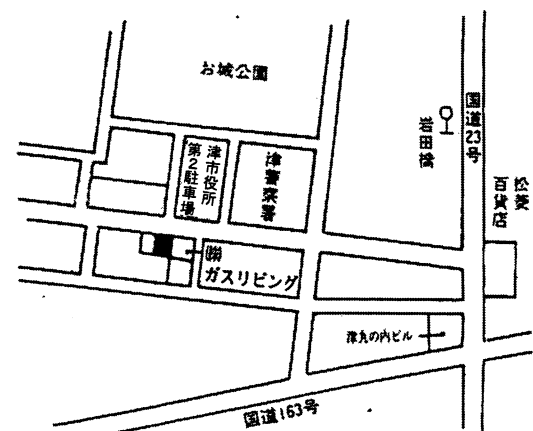 お城公園
国道23号
岩田橋
松菱
百貨店
津市役所
第2駐車場
津警察署
㈱
ガスリビング
津丸の内ビル
国道163号